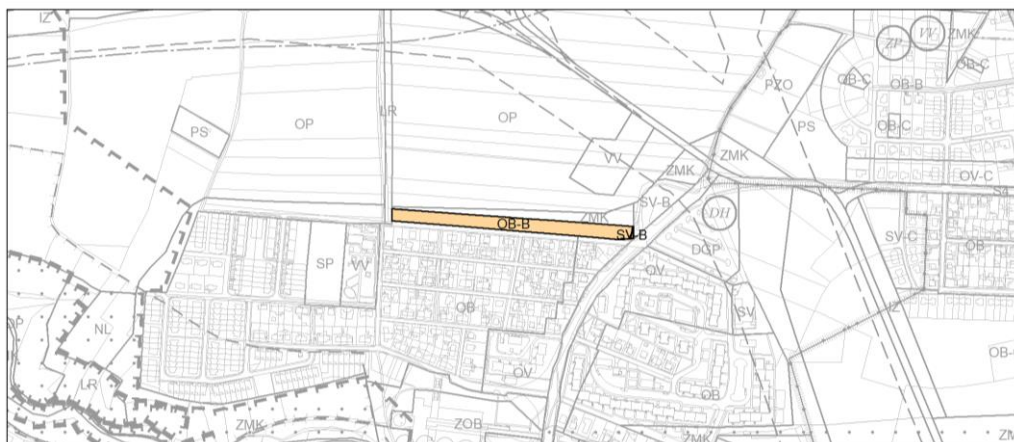 IZ
ZP
VV
ZMK
OB-C
PZO
OB-C
OB-B
PS
OP
LR
OP
OB-C
PS
VV
ZMK
ZMK
OV-C
SV-B
DH
OB-B
ZMK
SV-B
SV-C
OB
DGP
SP
VV
OV
NL
OB
SV
IZ
LR
OV
OB
ZMK
ZOB
ZMK